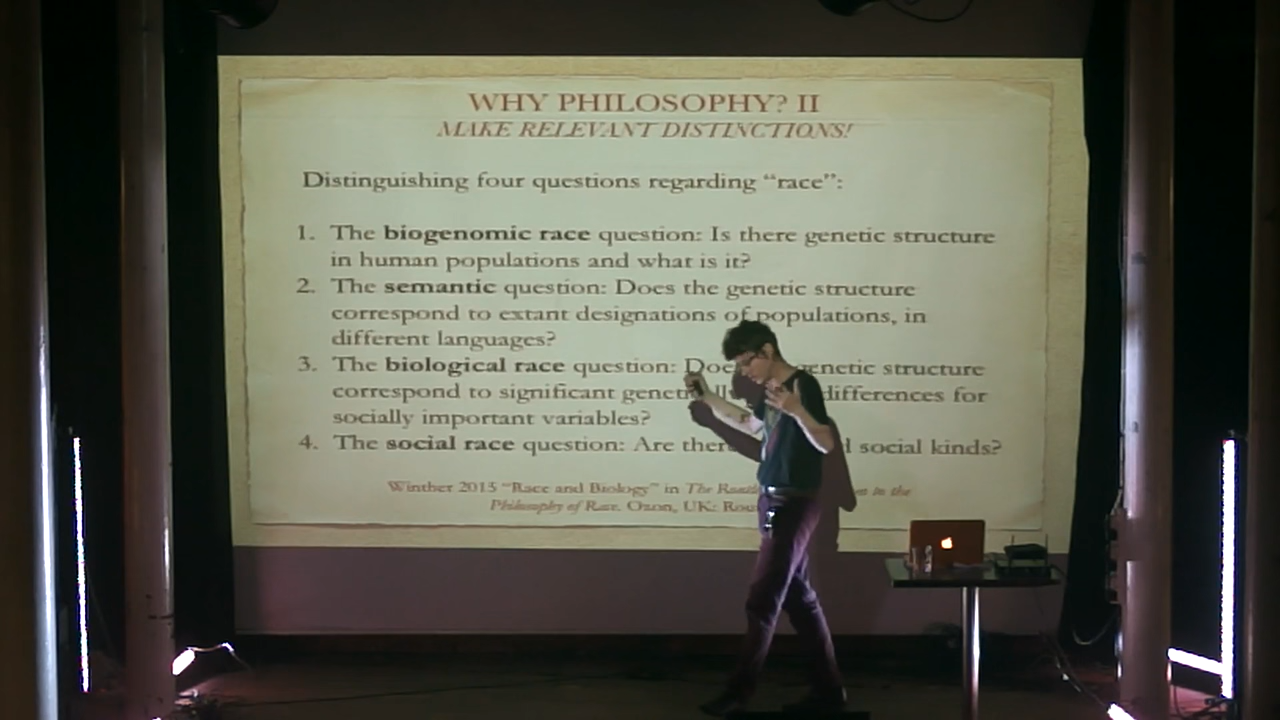 WHY PHILOSOPHY? II
MAKE RELEVANT DISTINCTIONS!
Distinguishing four questions regarding “race”:
1. The biogenomic race question: Is there genetic structure
in human populations and what is it?
2. The semantic question: Does the genetic structure
correspond to extant designations of populations, in
different languages?
3. The biological race question: genetic structure
correspond to significant differences for
socially important variables?
4. The social race question: Are social kinds?
Winther 2015 “Race and Biology” in The in the
Philosophy of Race. Oxon, UK: